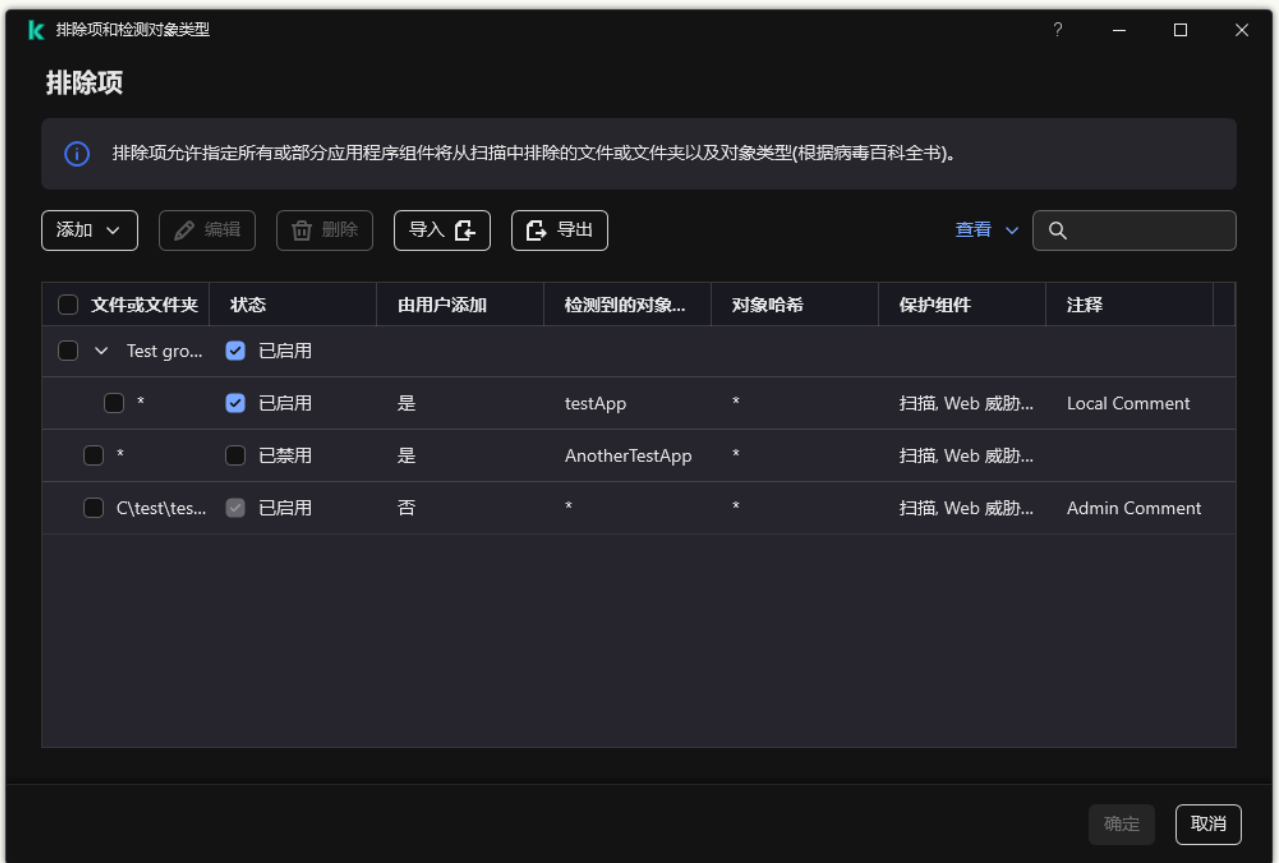 排除项和检测对象类型
排除项
排除项允许指定所有或部分应用程序组件将从扫描中排除的文件或文件夹以及对象类型(根据病毒百科全书)。
添加 编辑 删除 导入 导出 查看
文件或文件夹 状态 由用户添加 检测到的对象... 对象哈希 保护组件 注释
Test gro... 已启用
* 已启用 是 testApp * 扫描, Web 威胁... Local Comment
* 已禁用 是 AnotherTestApp * 扫描, Web 威胁...
C\test\tes... 已启用 否 * * 扫描, Web 威胁... Admin Comment
确定 取消